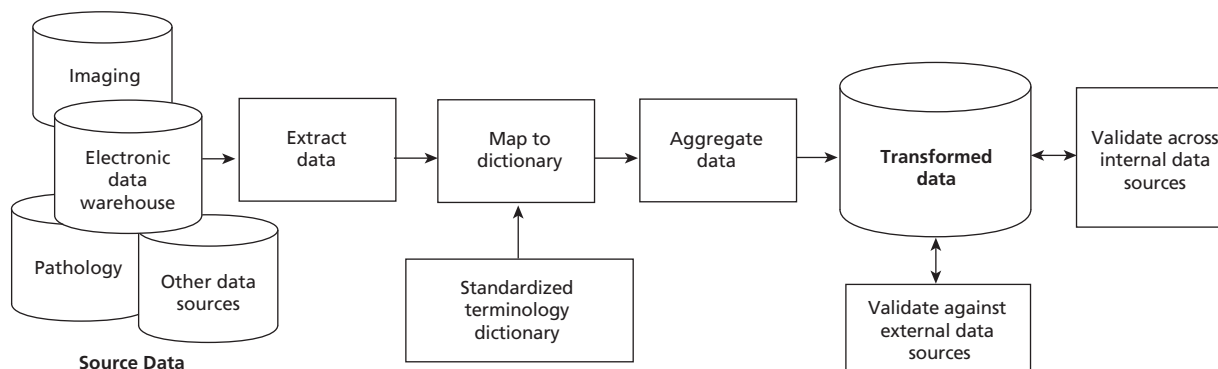 Imaging
Electronic
data
warehouse
Pathology
Other data
sources
Source Data
Extract
data
Map to
dictionary
Standardized
terminology
dictionary
Aggregate
data
Transformed
data
Validate across
internal data
sources
Validate against
external data
sources